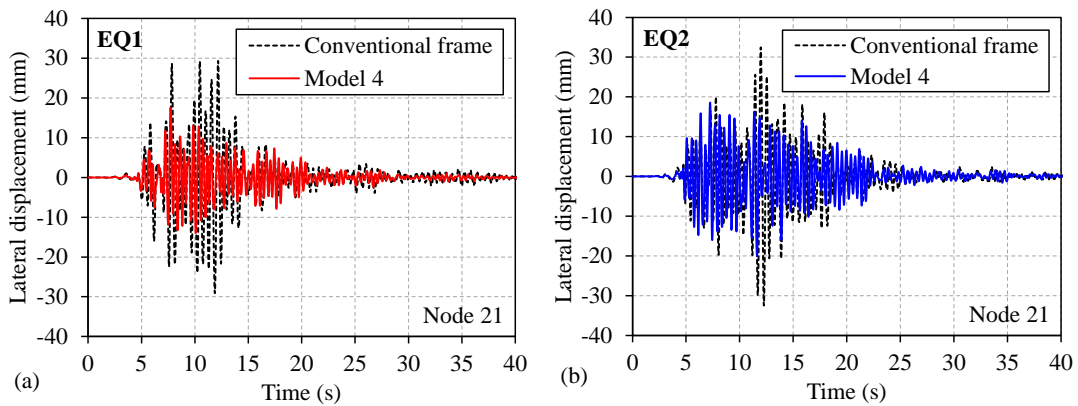 EQ1
Conventional frame
Model 4
Lateral displacement (mm)
40
30
20
10
0
-10
-20
-30
-40
Node 21
0 5 10 15 20 25 30 35 40
Time (s)
(a)
EQ2
Conventional frame
Model 4
Lateral displacement (mm)
40
30
20
10
0
-10
-20
-30
-40
Node 21
0 5 10 15 20 25 30 35 40
Time (s)
(b)